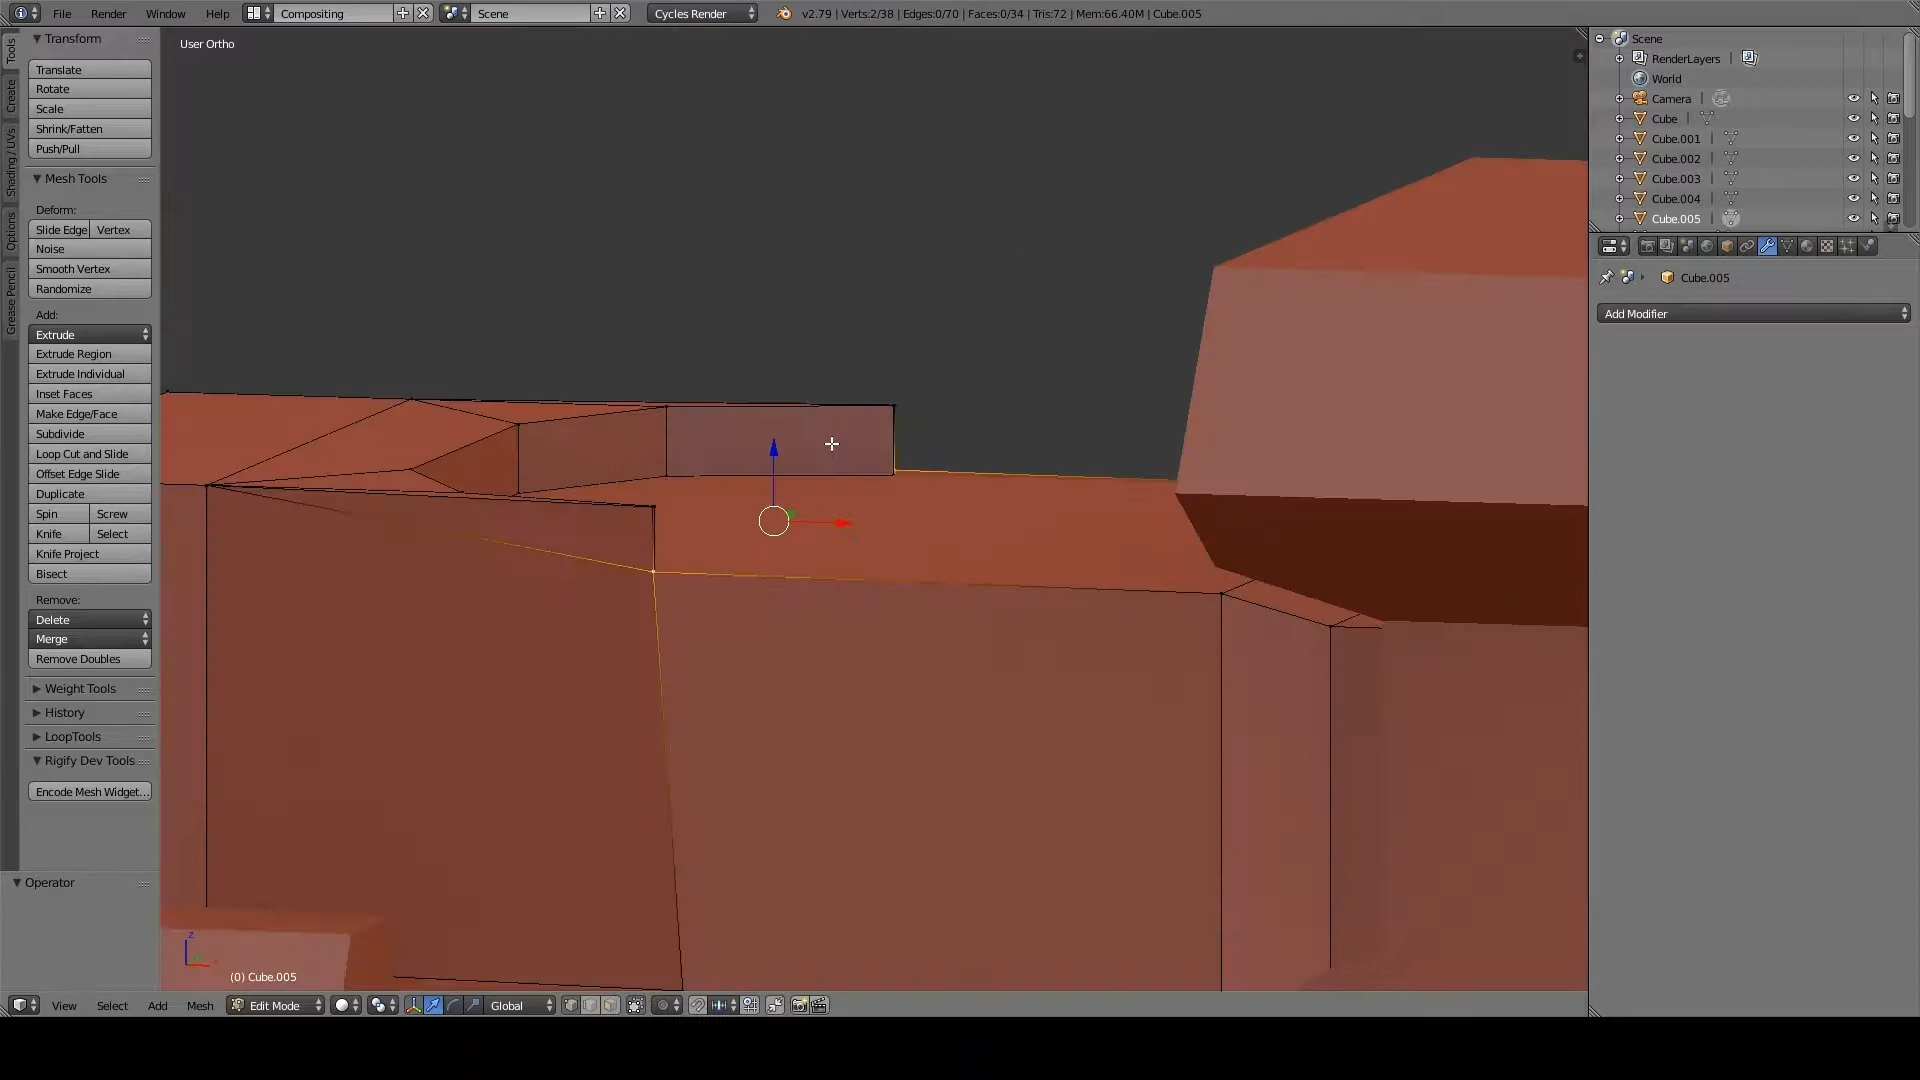 File Render Window Help Compositing Scene Cycles Render v2.79 | Verts:2/38 | Edges:0/70 | Faces:0/34 | Tris:72 | Mem:66.40M | Cube.005
User Ortho
Tools
Create
Shading / UVs
Options
Grease Pencil
Transform
Translate
Rotate
Scale
Shrink/Fatten
Push/Pull
Mesh Tools
Deform:
Slide Edge Vertex
Noise
Smooth Vertex
Randomize
Add:
Extrude
Extrude Region
Extrude Individual
Inset Faces
Make Edge/Face
Subdivide
Loop Cut and Slide
Offset Edge Slide
Duplicate
Spin Screw
Knife Select
Knife Project
Bisect
Remove:
Delete
Merge
Remove Doubles
Weight Tools
History
LoopTools
Rigify Dev Tools
Encode Mesh Widget...
Operator
z
(0) Cube.005
View Select Add Mesh Edit Mode Global
Scene
RenderLayers
World
Camera
Cube
Cube.001
Cube.002
Cube.003
Cube.004
Cube.005
Cube.005
Add Modifier